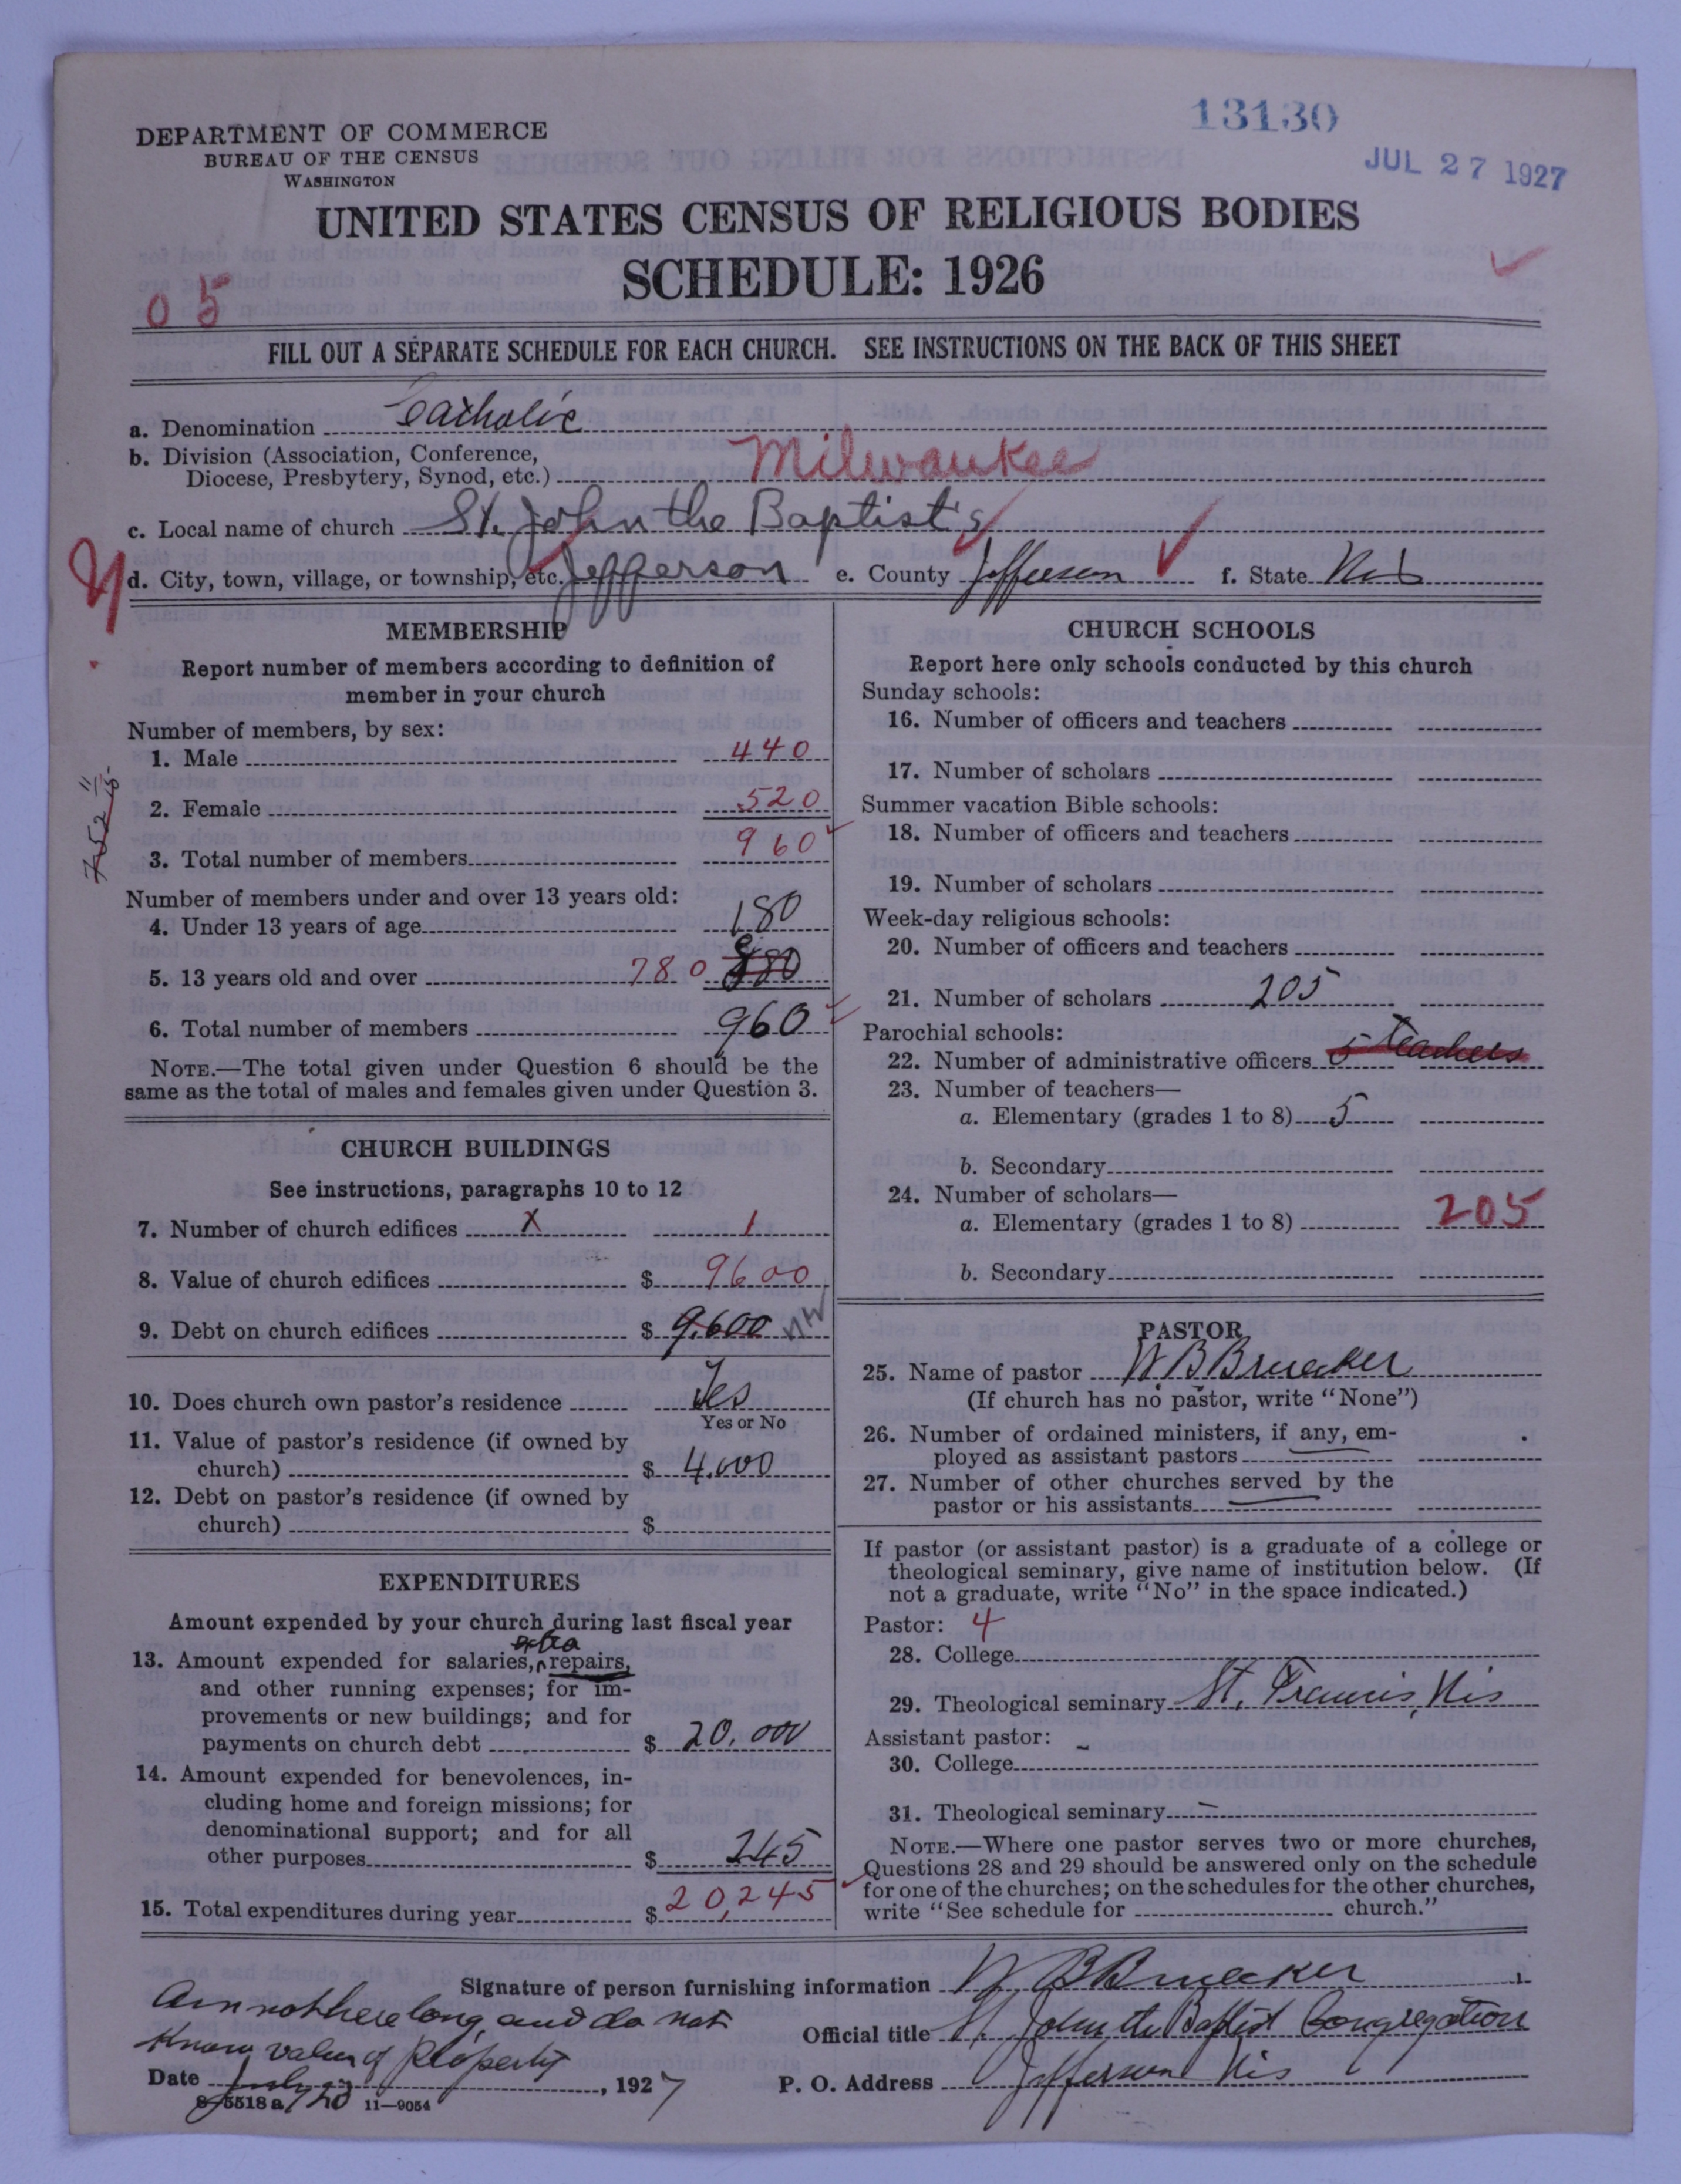 13130
JUL 27 1927
DEPARTMENT OF COMMERCE
BUREAU OF THE CENSUS
WASHINGTON
UNITED STATES CENSUS OF RELIGIOUS BODIES
SCHEDULE: 1926
05
FILL OUT A SEPARATE SCHEDULE FOR EACH CHURCH. SEE INSTRUCTIONS ON THE BACK OF THIS SHEET
a. Denomination Catholic
b. Division (Association, Conference,
Diocese, Presbytery, Synod, etc.) Milwaukee
c. Local name of church St. John the Baptist's
d. City, town, village, or township, etc. Jefferson e. County Jefferson f. State Wis
MEMBERSHIP
Report number of members according to definition of
member in your church
Number of members, by sex:
1. Male 440
2. Female 520
3. Total number of members 960
Number of members under and over 13 years old:
4. Under 13 years of age 180
5. 13 years old and over 780
6. Total number of members 960
NOTE.—The total given under Question 6 should be the
same as the total of males and females given under Question 3.
CHURCH BUILDINGS
See instructions, paragraphs 10 to 12
7. Number of church edifices X 1
8. Value of church edifices $ 9600
9. Debt on church edifices $ 9,600
10. Does church own pastor's residence Yes
Yes or No
11. Value of pastor's residence (if owned by
church) $ 4,000
12. Debt on pastor's residence (if owned by
church) $
EXPENDITURES
Amount expended by your church during last fiscal year
extra
13. Amount expended for salaries, repairs,
and other running expenses; for im-
provements or new buildings; and for
payments on church debt $ 20,000
14. Amount expended for benevolences, in-
cluding home and foreign missions; for
denominational support; and for all
other purposes $ 245
15. Total expenditures during year $ 20,245
CHURCH SCHOOLS
Report here only schools conducted by this church
Sunday schools:
16. Number of officers and teachers
17. Number of scholars
Summer vacation Bible schools:
18. Number of officers and teachers
19. Number of scholars
Week-day religious schools:
20. Number of officers and teachers
21. Number of scholars 205
Parochial schools:
22. Number of administrative officers 5 teachers
23. Number of teachers—
a. Elementary (grades 1 to 8) 5
b. Secondary
24. Number of scholars—
a. Elementary (grades 1 to 8) 205
b. Secondary
PASTOR
25. Name of pastor W B Bruecker
(If church has no pastor, write "None")
26. Number of ordained ministers, if any, em-
ployed as assistant pastors
27. Number of other churches served by the
pastor or his assistants
If pastor (or assistant pastor) is a graduate of a college or
theological seminary, give name of institution below. (If
not a graduate, write "No" in the space indicated.)
Pastor: 4
28. College
29. Theological seminary St. Francis, Wis
Assistant pastor: -
30. College
31. Theological seminary -
NOTE.—Where one pastor serves two or more churches,
Questions 28 and 29 should be answered only on the schedule
for one of the churches; on the schedules for the other churches,
write "See schedule for church."
Signature of person furnishing information W B Bruecker
Am not here long and do not
know value of property
Official title St. John the Baptist Congregation
Date July 20, 1927
P. O. Address Jefferson Wis
8-5518 a 11—9054